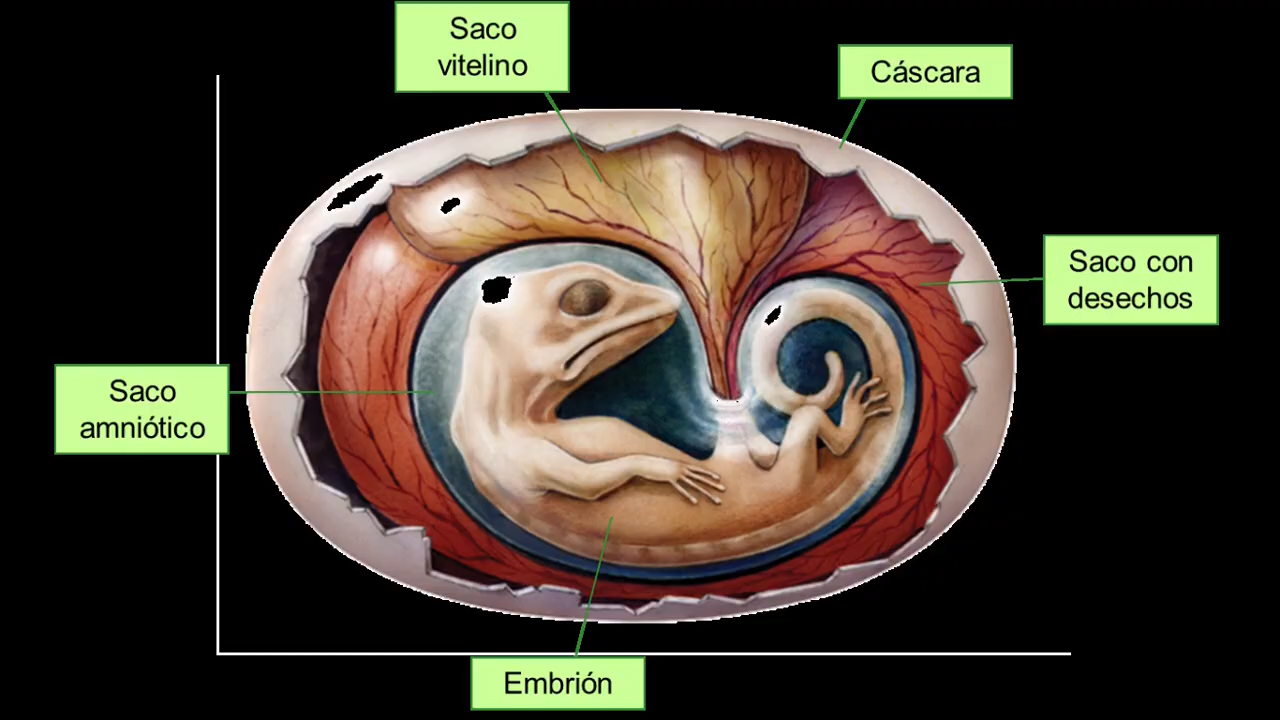 Saco
vitelino
Cáscara
Saco con
desechos
Saco
amniótico
Embrión